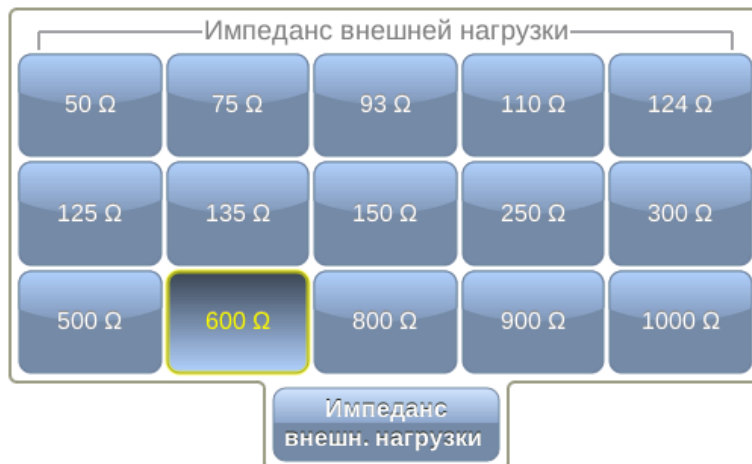 Импеданс внешней нагрузки
50 Ω 75 Ω 93 Ω 110 Ω 124 Ω
125 Ω 135 Ω 150 Ω 250 Ω 300 Ω
500 Ω 600 Ω 800 Ω 900 Ω 1000 Ω
Импеданс
внешн. нагрузки